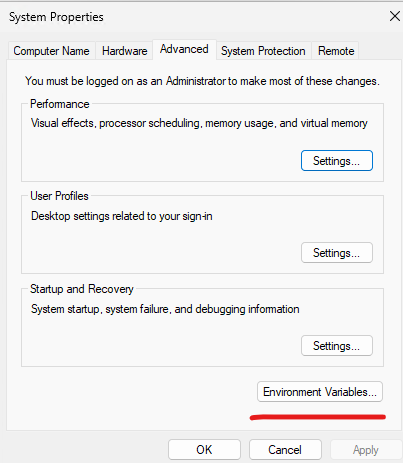 System Properties
Computer Name Hardware Advanced System Protection Remote
You must be logged on as an Administrator to make most of these changes.
Performance
Visual effects, processor scheduling, memory usage, and virtual memory
Settings...
User Profiles
Desktop settings related to your sign-in
Settings...
Startup and Recovery
System startup, system failure, and debugging information
Settings...
Environment Variables...
OK Cancel Apply